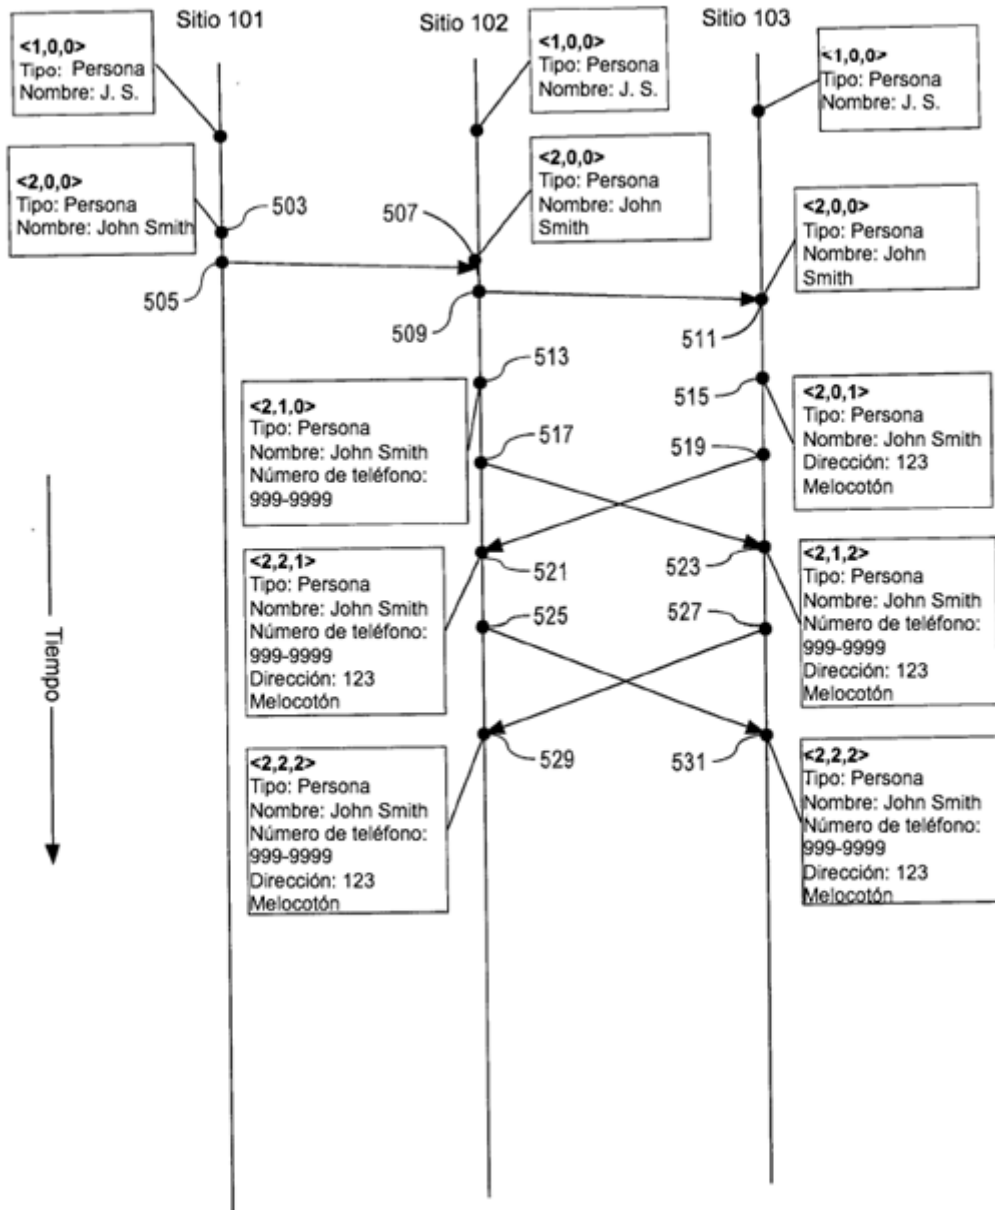 Sitio 101
Sitio 102
Sitio 103
<1,0,0>
Tipo: Persona
Nombre: J. S.
<1,0,0>
Tipo: Persona
Nombre: J. S.
<1,0,0>
Tipo: Persona
Nombre: J. S.
<2,0,0>
Tipo: Persona
Nombre: John Smith
503
507
<2,0,0>
Tipo: Persona
Nombre: John
Smith
<2,0,0>
Tipo: Persona
Nombre: John
Smith
505
509
511
513
515
<2,1,0>
Tipo: Persona
Nombre: John Smith
Número de teléfono:
999-9999
517
519
<2,0,1>
Tipo: Persona
Nombre: John Smith
Dirección: 123
Melocotón
Tiempo
<2,2,1>
Tipo: Persona
Nombre: John Smith
Número de teléfono:
999-9999
Dirección: 123
Melocotón
521
523
525
527
<2,1,2>
Tipo: Persona
Nombre: John Smith
Número de teléfono:
999-9999
Dirección: 123
Melocotón
<2,2,2>
Tipo: Persona
Nombre: John Smith
Número de teléfono:
999-9999
Dirección: 123
Melocotón
529
531
<2,2,2>
Tipo: Persona
Nombre: John Smith
Número de teléfono:
999-9999
Dirección: 123
Melocotón